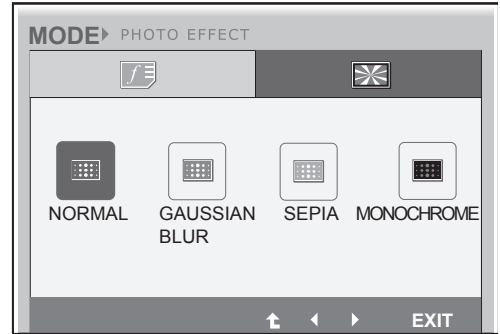 MODE PHOTO EFFECT
NORMAL GAUSSIAN BLUR SEPIA MONOCHROME
EXIT